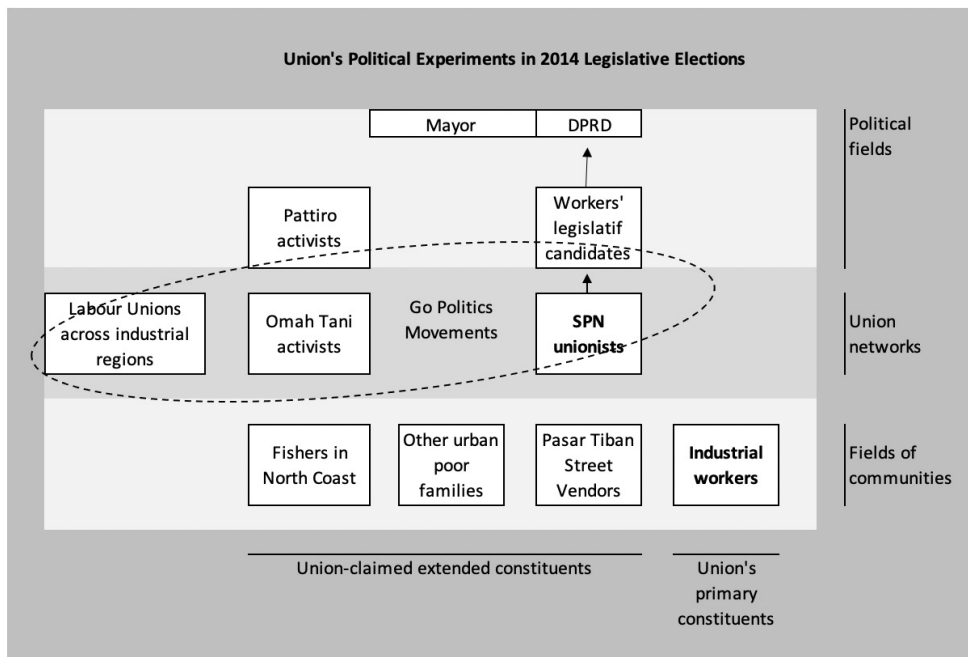 Union's Political Experiments in 2014 Legislative Elections
Mayor
DPRD
Political
fields
Pattiro
activists
Workers'
legislatif
candidates
Labour Unions
across industrial
regions
Omah Tani
activists
Go Politics
Movements
SPN
unionists
Union
networks
Fishers in
North Coast
Other urban
poor
families
Pasar Tiban
Street
Vendors
Industrial
workers
Fields of
communities
Union-claimed extended constituents
Union's
primary
constituents